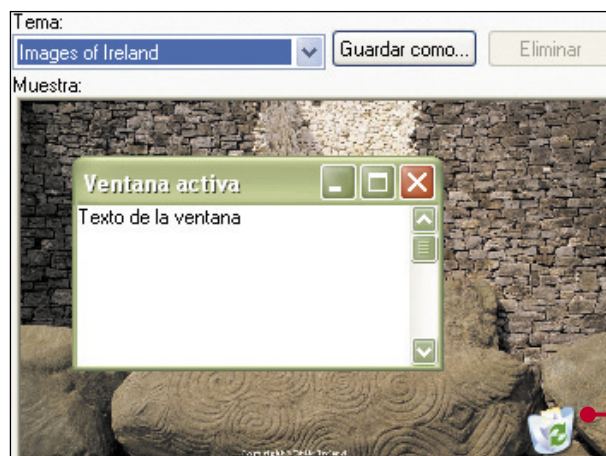 Tema:
Images of Ireland
Guardar como...
Eliminar
Muestra:
Ventana activa
Texto de la ventana